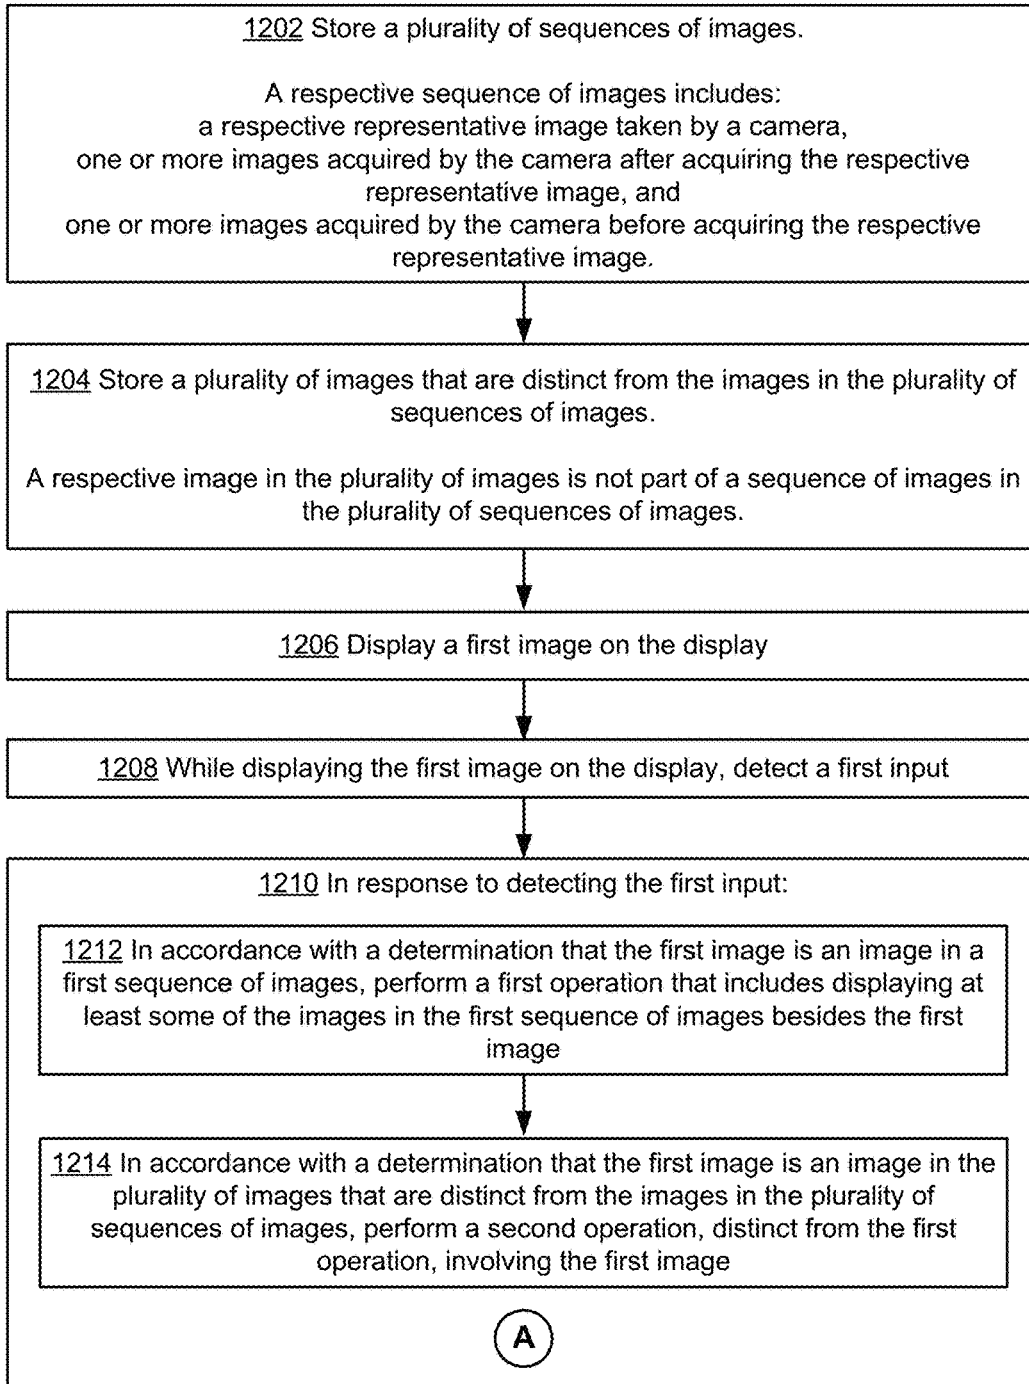 1202 Store a plurality of sequences of images.
A respective sequence of images includes:
a respective representative image taken by a camera,
one or more images acquired by the camera after acquiring the respective
representative image, and
one or more images acquired by the camera before acquiring the respective
representative image.
1204 Store a plurality of images that are distinct from the images in the plurality of
sequences of images.
A respective image in the plurality of images is not part of a sequence of images in
the plurality of sequences of images.
1206 Display a first image on the display
1208 While displaying the first image on the display, detect a first input
1210 In response to detecting the first input:
1212 In accordance with a determination that the first image is an image in a
first sequence of images, perform a first operation that includes displaying at
least some of the images in the first sequence of images besides the first
image
1214 In accordance with a determination that the first image is an image in the
plurality of images that are distinct from the images in the plurality of
sequences of images, perform a second operation, distinct from the first
operation, involving the first image
A